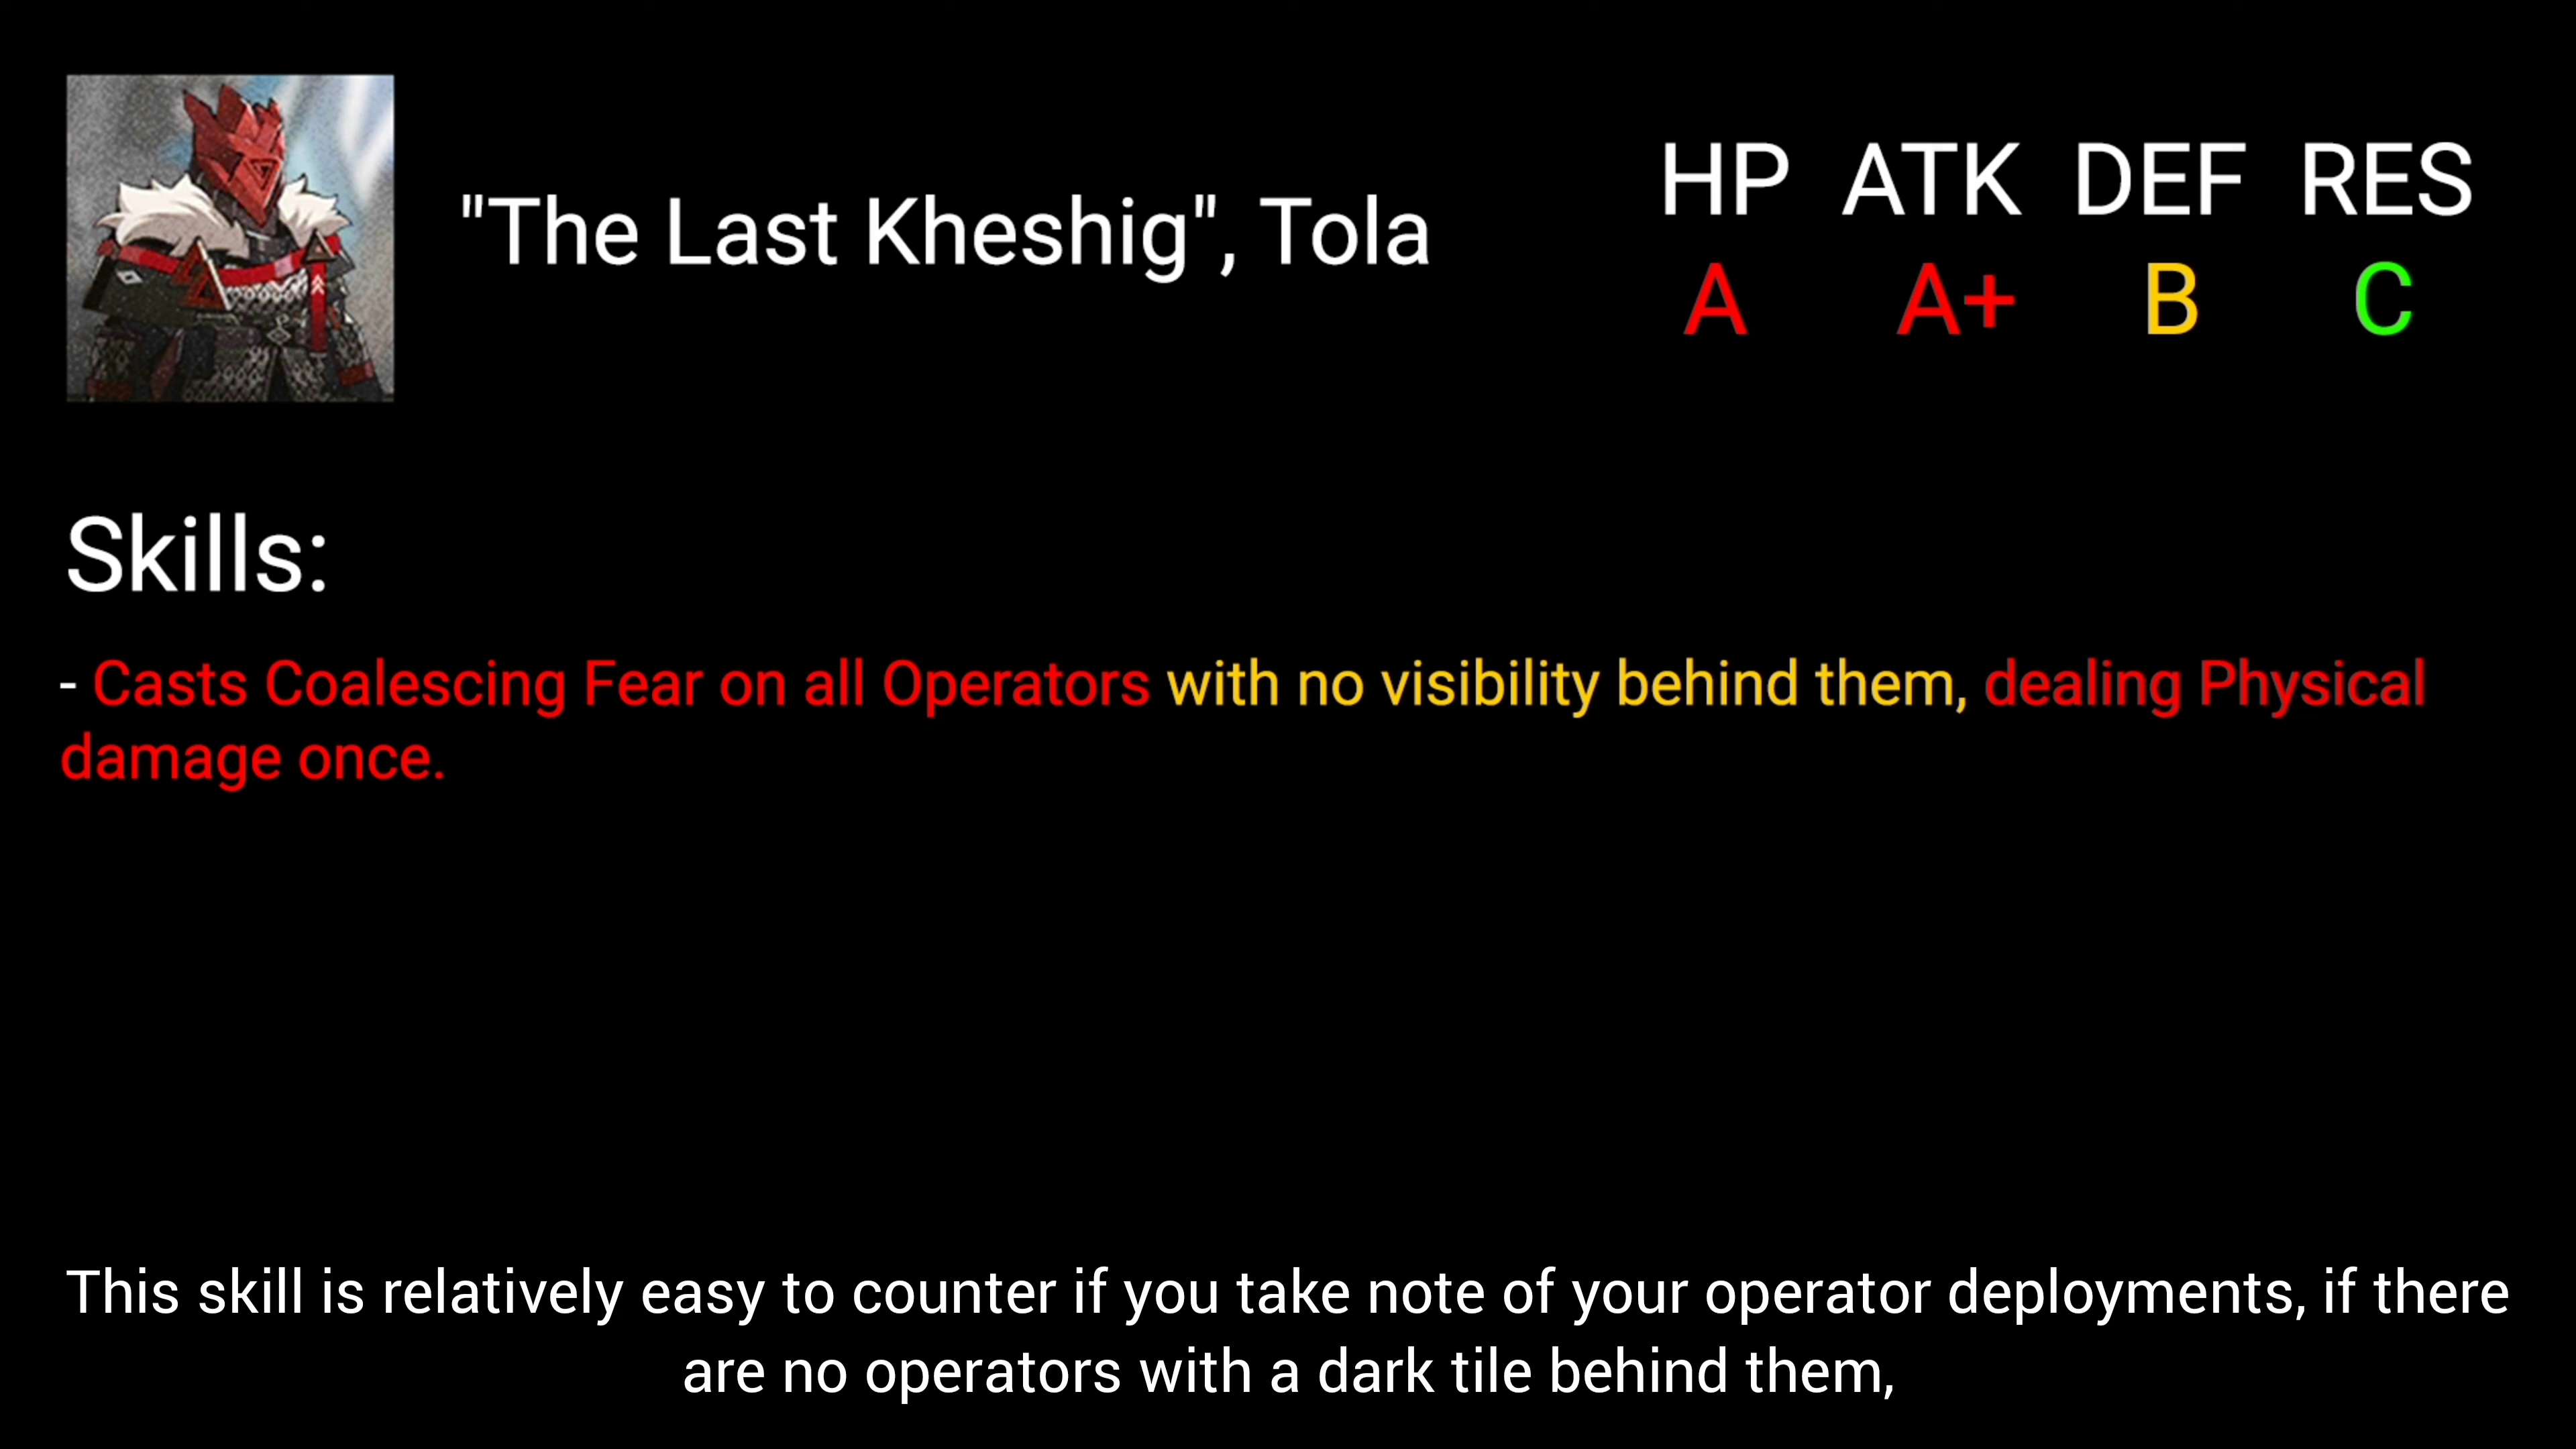 "The Last Kheshig", Tola
HP ATK DEF RES
A A+ B C
Skills:
- Casts Coalescing Fear on all Operators with no visibility behind them, dealing Physical
damage once.
This skill is relatively easy to counter if you take note of your operator deployments, if there
are no operators with a dark tile behind them,